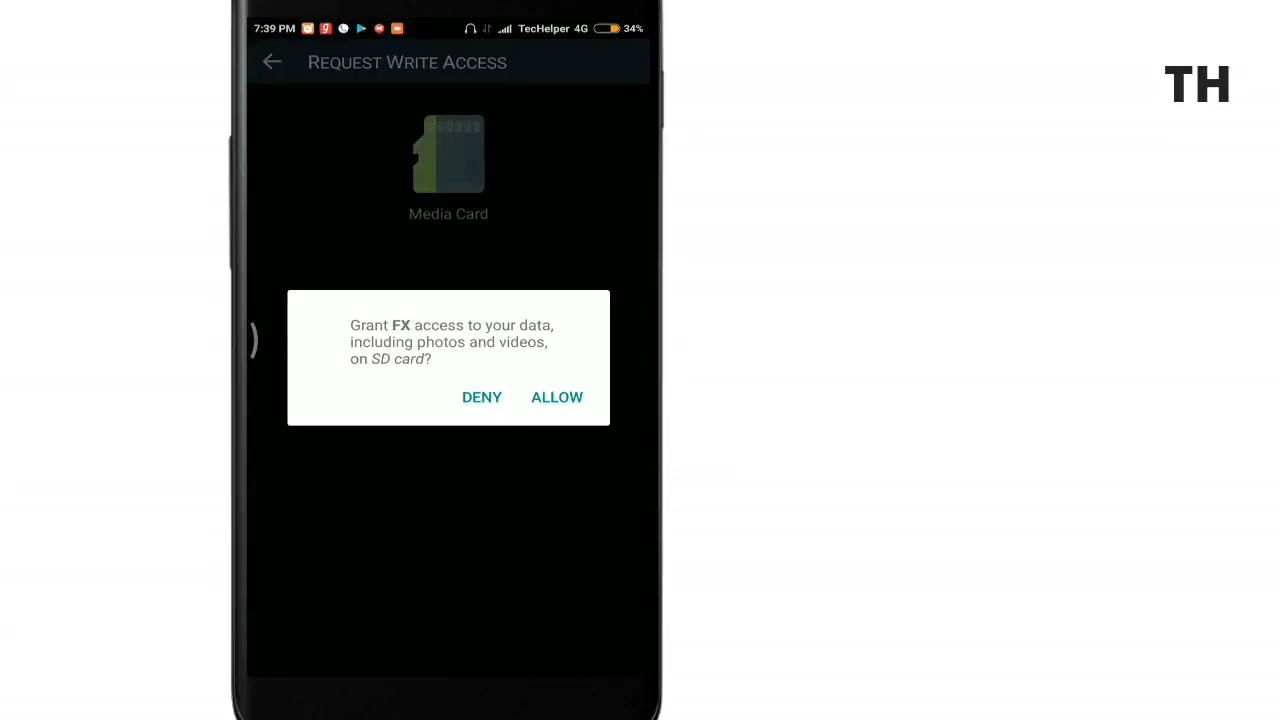 7:39 PM TecHelper 4G 34%
REQUEST WRITE ACCESS
TH
Media Card
Grant FX access to your data,
including photos and videos,
on SD card?
DENY ALLOW